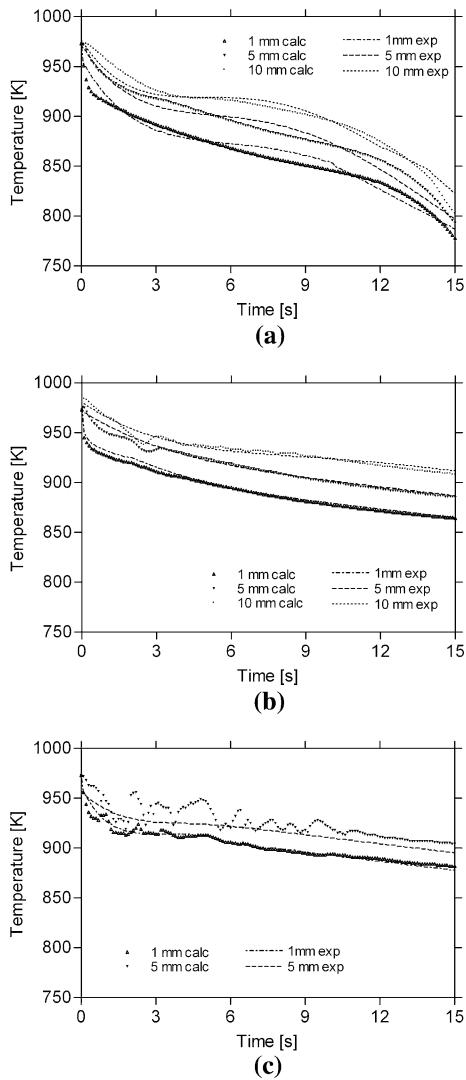 1000
950
900
850
800
750
Temperature [K]
1 mm calc
5 mm calc
10 mm calc
1mm exp
5 mm exp
10 mm exp
0 3 6 9 12 15
Time [s]
(a)
1000
950
900
850
800
750
Temperature [K]
1 mm calc
5 mm calc
10 mm calc
1mm exp
5 mm exp
10 mm exp
0 3 6 9 12 15
Time [s]
(b)
1000
950
900
850
800
750
Temperature [K]
1 mm calc
5 mm calc
1mm exp
5 mm exp
0 3 6 9 12 15
Time [s]
(c)